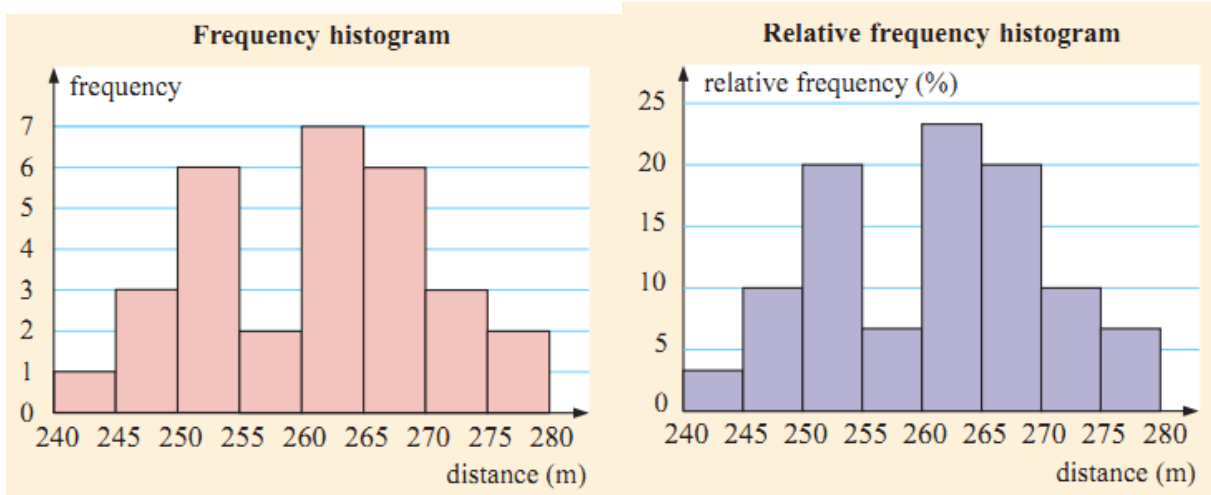 Frequency histogram
frequency
7
6
5
4
3
2
1
0
240 245 250 255 260 265 270 275 280
distance (m)
Relative frequency histogram
relative frequency (%)
25
20
15
10
5
0
240 245 250 255 260 265 270 275 280
distance (m)